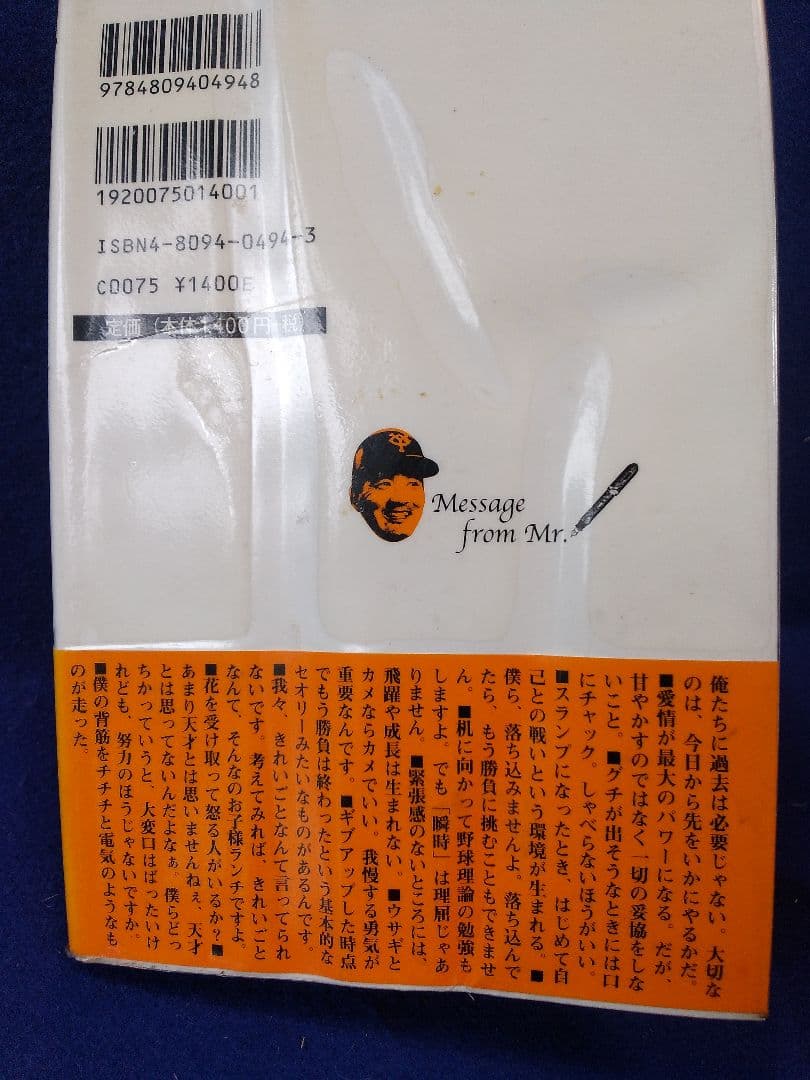 9784809404948
1920075014001
ISBN4-8094-0494-3
C0075 ¥1400E
定価（本体1,400円+税）
Message
from Mr.
俺たちに過去は必要じゃない。大切な
のは、今日から先をいかにやるかだ。
■愛情が最大のパワーになる。だが、
甘やかすのではなく一切の妥協をしな
いこと。■グチが出そうなときには口
にチャック。しゃべらないほうがいい。
■スランプになったとき、はじめて自
己との戦いという環境が生まれる。■
僕ら、落ち込みませんよ。落ち込んで
たら、もう勝負に挑むこともできませ
ん。■机に向かって野球理論の勉強も
しますよ。でも「瞬時」は理屈じゃあ
りません。■緊張感のないところには、
飛躍や成長は生まれない。■ウサギと
カメならカメでいい。我慢する勇気が
重要なんです。■ギブアップした時点
でもう勝負は終わったという基本的な
セオリーみたいなものがあるんです。
■我々、きれいごとなんて言ってられ
ないです。考えてみれば、きれいごと
なんて、そんなのお子様ランチですよ。
■花を受け取って怒る人がいるか？■
あまり天才とは思いませんねぇ、天才
とは思ってないんだよなぁ。僕らどっ
ちかっていうと、大変口はばったいけ
れども、努力のほうじゃないですか。
■僕の背筋をチチチと電気のようなも
のが走った。